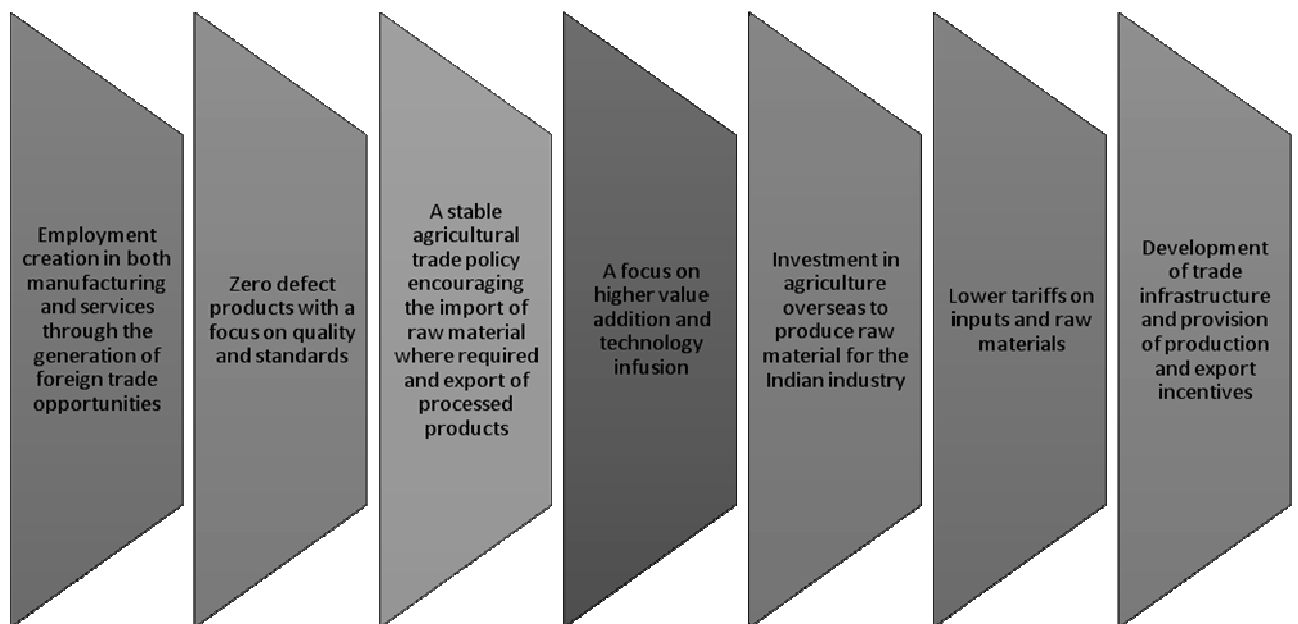 Employment
creation in both
manufacturing
and services
through the
generation of
foreign trade
opportunities
Zero defect
products with a
focus on quality
and standards
A stable
agricultural
trade policy
encouraging
the import of
raw material
where required
and export of
processed
products
A focus on
higher value
addition and
technology
infusion
Investment in
agriculture
overseas to
produce raw
material for the
Indian industry
Lower tariffs on
inputs and raw
materials
Development
of trade
infrastructure
and provision
of production
and export
incentives